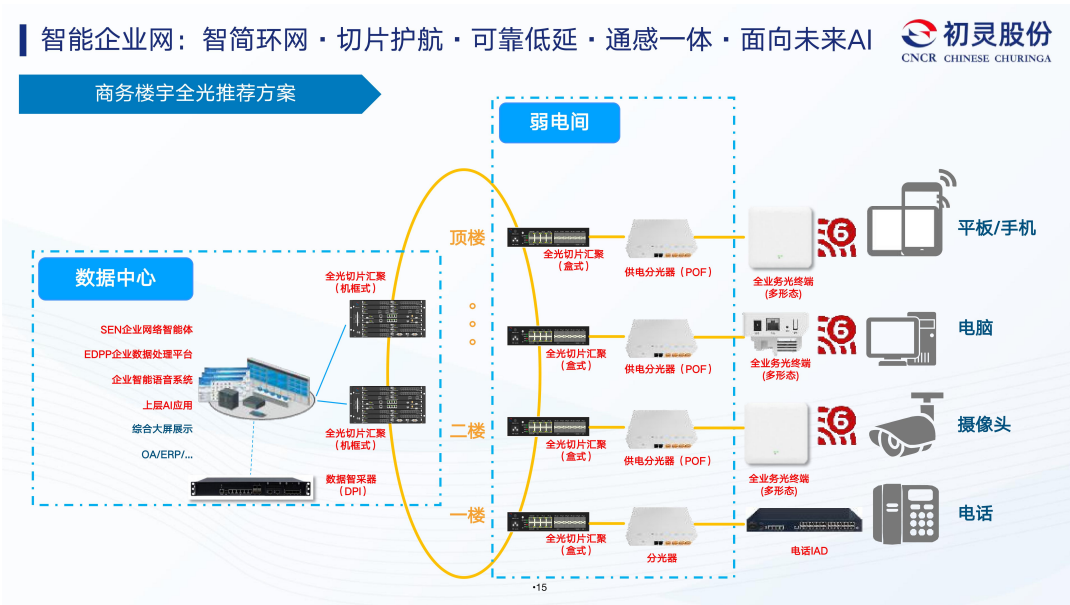 智能企业网：智简环网·切片护航·可靠低延·通感一体·面向未来AI
初灵股份
CNCR CHINESE CHURINGA
商务楼宇全光推荐方案
弱电间
数据中心
SEN企业网络智能体
EDPP企业数据处理平台
企业智能语音系统
上层AI应用
综合大屏展示
OA/ERP/...
全光切片汇聚
（机框式）
全光切片汇聚
（机框式）
数据智采器
（DPI）
顶楼
全光切片汇聚
（盒式）
供电分光器（POF）
全业务光终端
(多形态)
6
平板/手机
全光切片汇聚
（盒式）
供电分光器（POF）
全业务光终端
(多形态)
6
电脑
二楼
全光切片汇聚
（盒式）
供电分光器（POF）
全业务光终端
(多形态)
6
摄像头
一楼
全光切片汇聚
（盒式）
分光器
电话IAD
电话
•15